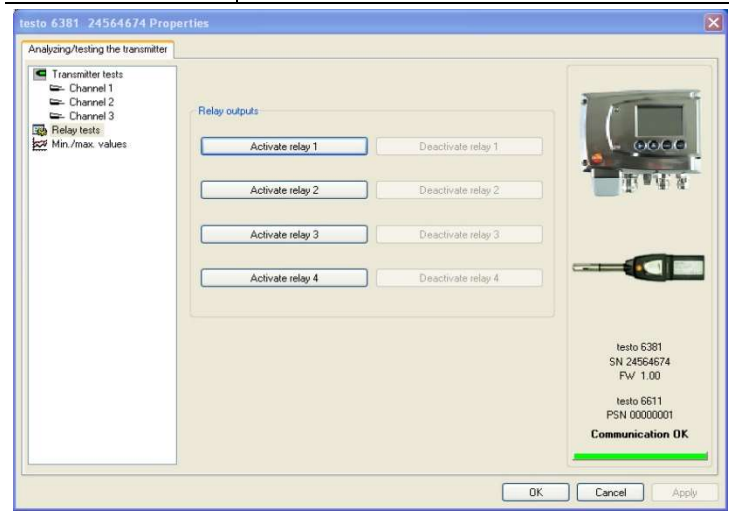 testo 6381 24564674 Properties
Analyzing/testing the transmitter
Transmitter tests
Channel 1
Channel 2
Channel 3
Relay tests
Min./max. values
Relay outputs
Activate relay 1 Deactivate relay 1
Activate relay 2 Deactivate relay 2
Activate relay 3 Deactivate relay 3
Activate relay 4 Deactivate relay 4
testo 6381
SN 24564674
FW 1.00
testo 6611
PSN 00000001
Communication OK
OK Cancel Apply